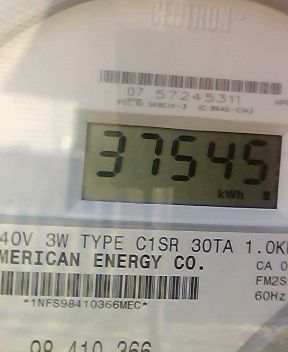 CENTRON
07 57245311
37545
kWh
40V 3W TYPE C1SR 30TA 1.0K
MERICAN ENERGY CO.
CA 0
FM2S
*1NFS98410366MEC*
60Hz
98 410 366